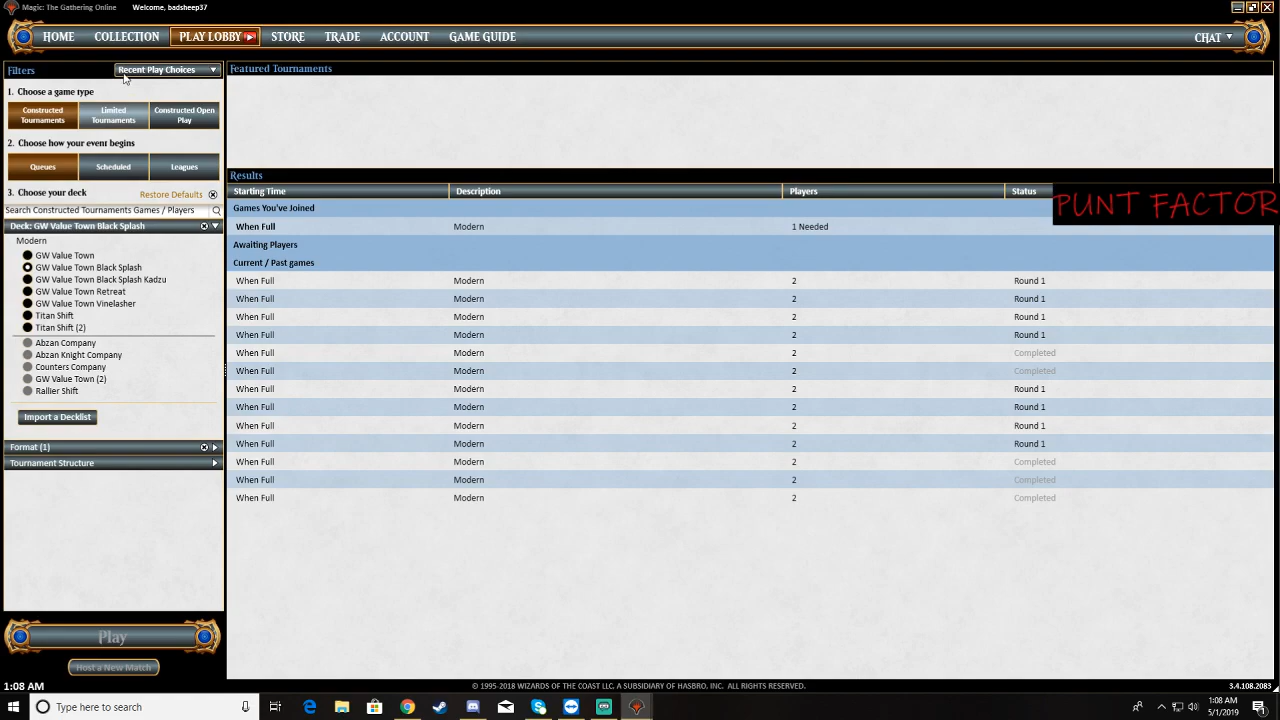 Magic: The Gathering Online Welcome, badsheep37
HOME COLLECTION PLAY LOBBY STORE TRADE ACCOUNT GAME GUIDE CHAT
Filters Recent Play Choices
1. Choose a game type
Constructed Tournaments Limited Tournaments Constructed Open Play
2. Choose how your event begins
Queues Scheduled Leagues
3. Choose your deck Restore Defaults
Search Constructed Tournaments Games / Players
Deck: GW Value Town Black Splash
Modern
GW Value Town
GW Value Town Black Splash
GW Value Town Black Splash Kadzu
GW Value Town Retreat
GW Value Town Vinelasher
Titan Shift
Titan Shift (2)
Abzan Company
Abzan Knight Company
Counters Company
GW Value Town (2)
Rallier Shift
Import a Decklist
Format (1)
Tournament Structure
Play
Host a New Match
1:08 AM
Featured Tournaments
Results
Starting Time Description Players Status
PUNT FACTOR
Games You've Joined
When Full Modern 1 Needed
Awaiting Players
Current / Past games
When Full Modern 2 Round 1
When Full Modern 2 Round 1
When Full Modern 2 Round 1
When Full Modern 2 Round 1
When Full Modern 2 Completed
When Full Modern 2 Completed
When Full Modern 2 Round 1
When Full Modern 2 Round 1
When Full Modern 2 Round 1
When Full Modern 2 Round 1
When Full Modern 2 Completed
When Full Modern 2 Completed
When Full Modern 2 Completed
© 1995-2018 WIZARDS OF THE COAST LLC, A SUBSIDIARY OF HASBRO, INC. ALL RIGHTS RESERVED. 3.4.108.2083
Type here to search
1:08 AM
5/1/2019